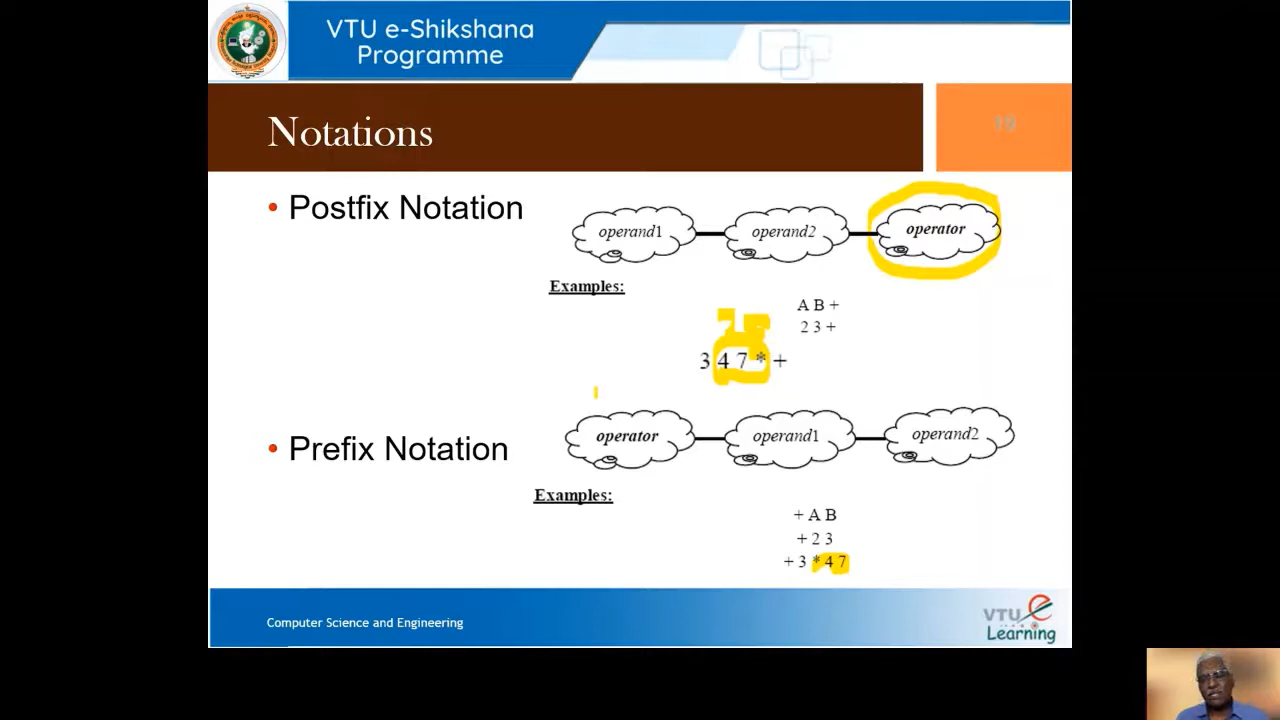 VTU e-Shikshana
Programme
Notations
• Postfix Notation
operand1 operand2 operator
Examples:
A B +
2 3 +
3 4 7 * +
• Prefix Notation
operator operand1 operand2
Examples:
+ A B
+ 2 3
+ 3 * 4 7
Computer Science and Engineering
VTU e
Learning